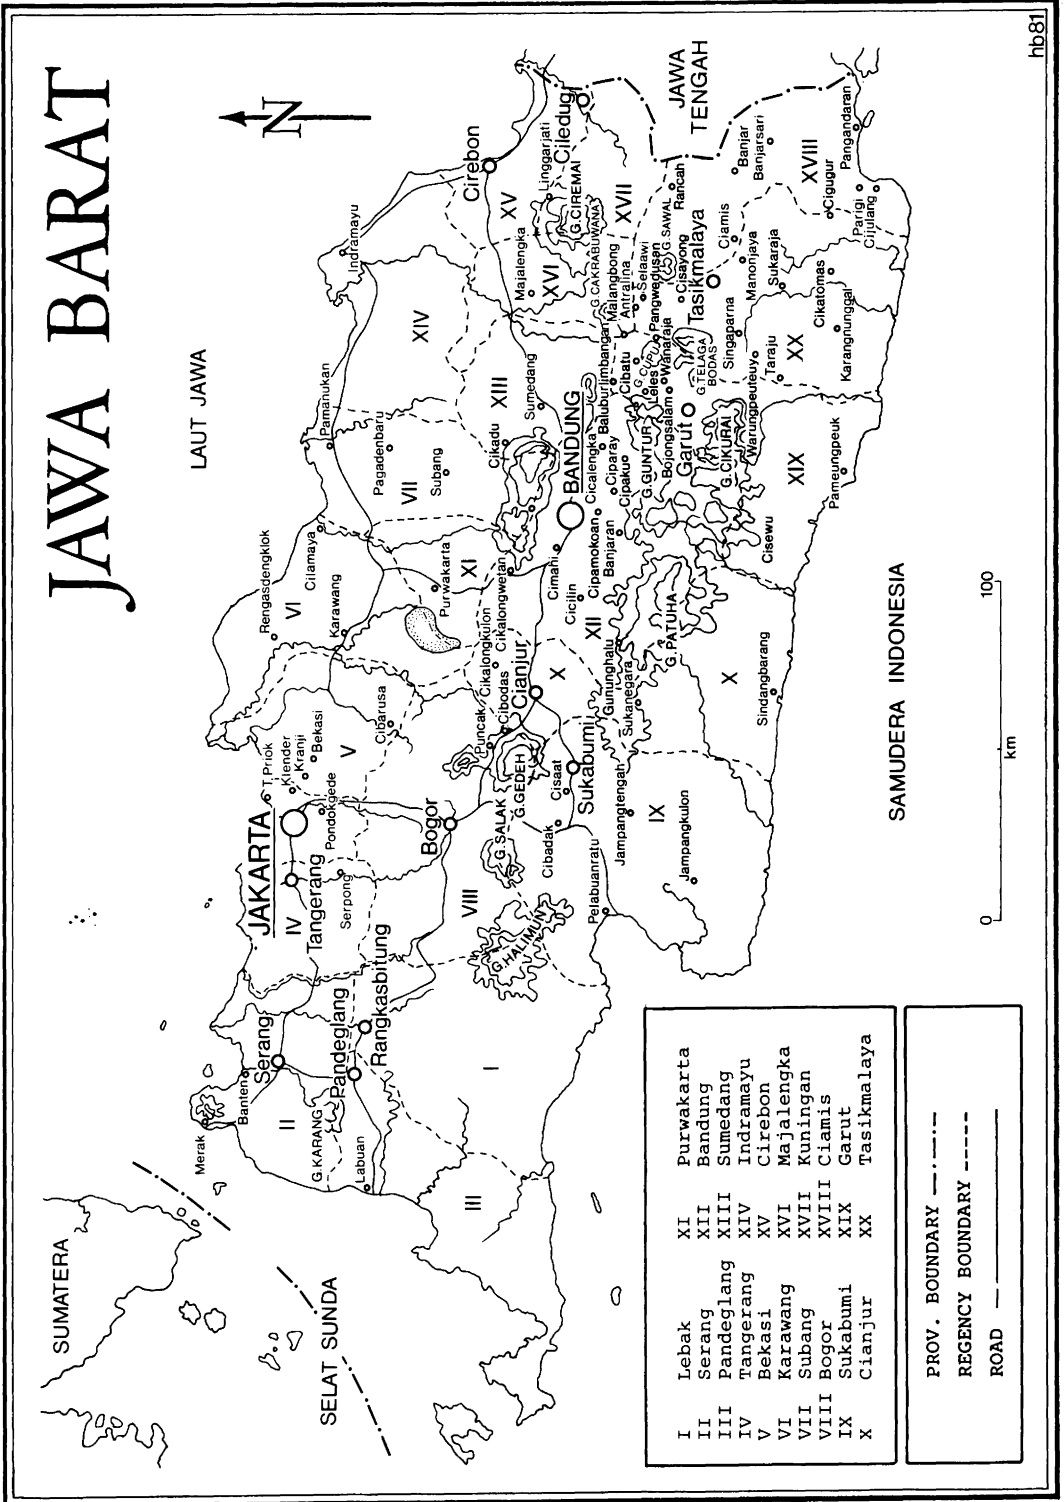 JAWA BARAT
hb81
N
LAUT JAWA
SUMATERA
SELAT SUNDA
SAMUDERA INDONESIA
JAWA
TENGAH
Merak
Banten
Serang
II
G.KARANG
Labuan
Pandeglang
Rangkasbitung
III
I
JAKARTA
T.Priok
Klender
Kranji
Bekasi
Pondokgede
IV
Tangerang
Serpong
V
Cibarusa
Bogor
VIII
G.HALIMUN
G.SALAK
G.GEDEH
Puncak
Cibodas
Cikalongkulon
Cikalongwetan
Cianjur
X
Cisaat
Cibadak
Sukabumi
Pelabuanratu
Jampangtengah
IX
Jampangkulon
Gununghalu
Sukanegara
G.PATUHA
X
Sindangbarang
Rengasdengklok
VI
Cilamaya
Karawang
Purwakarta
XI
Pamanukan
Pagadenbaru
VII
Subang
Cikadu
XIII
Sumedang
Cimahi
Cililin
XII
BANDUNG
Cipamokoan
Banjaran
Cicalengka
Ciparay
Cipaku
Baluburlimbangan
Cibatu
G.CUPU
Leles
Wanaraja
G.GUNTUR
Bojongsalam
Garut
G.TELAGA
BODAS
G.CIKURAI
Warungpeuteuy
Cisewu
XIX
Pameungpeuk
Indramayu
XIV
Cirebon
XV
Linggarjati
Ciledug
G.CIREMAI
Majalengka
XVI
XVII
G.CAKRABUWANA
Malangbong
Antralina
Selaawi
Pangwedusan
G.SAWAL
Cisayong
Rancah
Tasikmalaya
Ciamis
Manonjaya
Sukaraja
Singaparna
Taraju
XX
Cikatomas
Karangnunggal
Banjar
Banjarsari
XVIII
Cigugur
Pangandaran
Parigi
Cijulang
0
km
100
I Lebak XI Purwakarta
II Serang XII Bandung
III Pandeglang XIII Sumedang
IV Tangerang XIV Indramayu
V Bekasi XV Cirebon
VI Karawang XVI Majalengka
VII Subang XVII Kuningan
VIII Bogor XVIII Ciamis
IX Sukabumi XIX Garut
X Cianjur XX Tasikmalaya
PROV. BOUNDARY
REGENCY BOUNDARY
ROAD